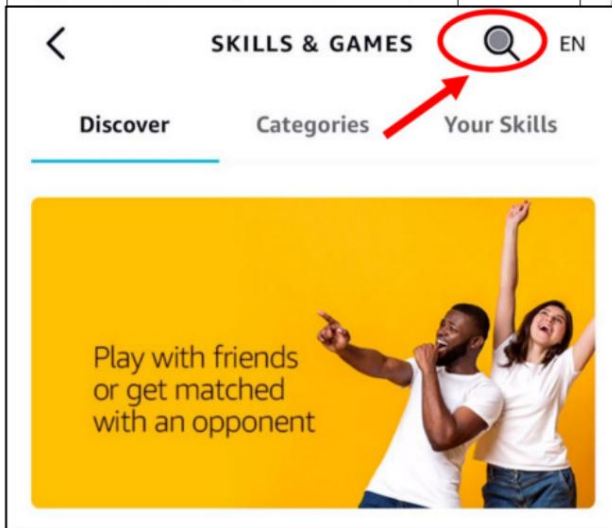 SKILLS & GAMES EN
Discover Categories Your Skills
Play with friends
or get matched
with an opponent